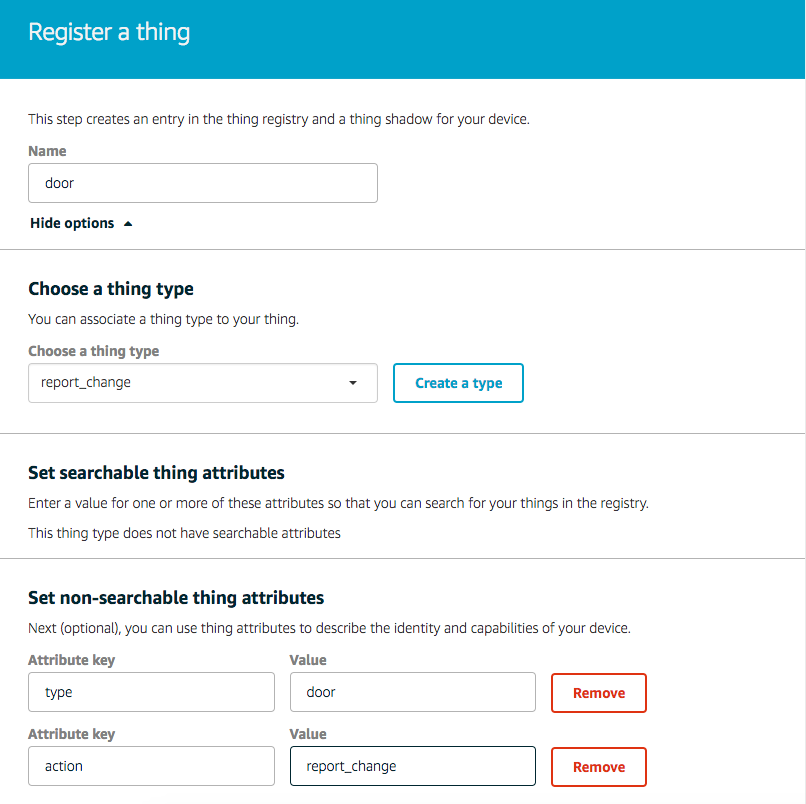 Register a thing
This step creates an entry in the thing registry and a thing shadow for your device.
Name
door
Hide options
Choose a thing type
You can associate a thing type to your thing.
Choose a thing type
report_change Create a type
Set searchable thing attributes
Enter a value for one or more of these attributes so that you can search for your things in the registry.
This thing type does not have searchable attributes
Set non-searchable thing attributes
Next (optional), you can use thing attributes to describe the identity and capabilities of your device.
Attribute key Value
type door Remove
Attribute key Value
action report_change Remove